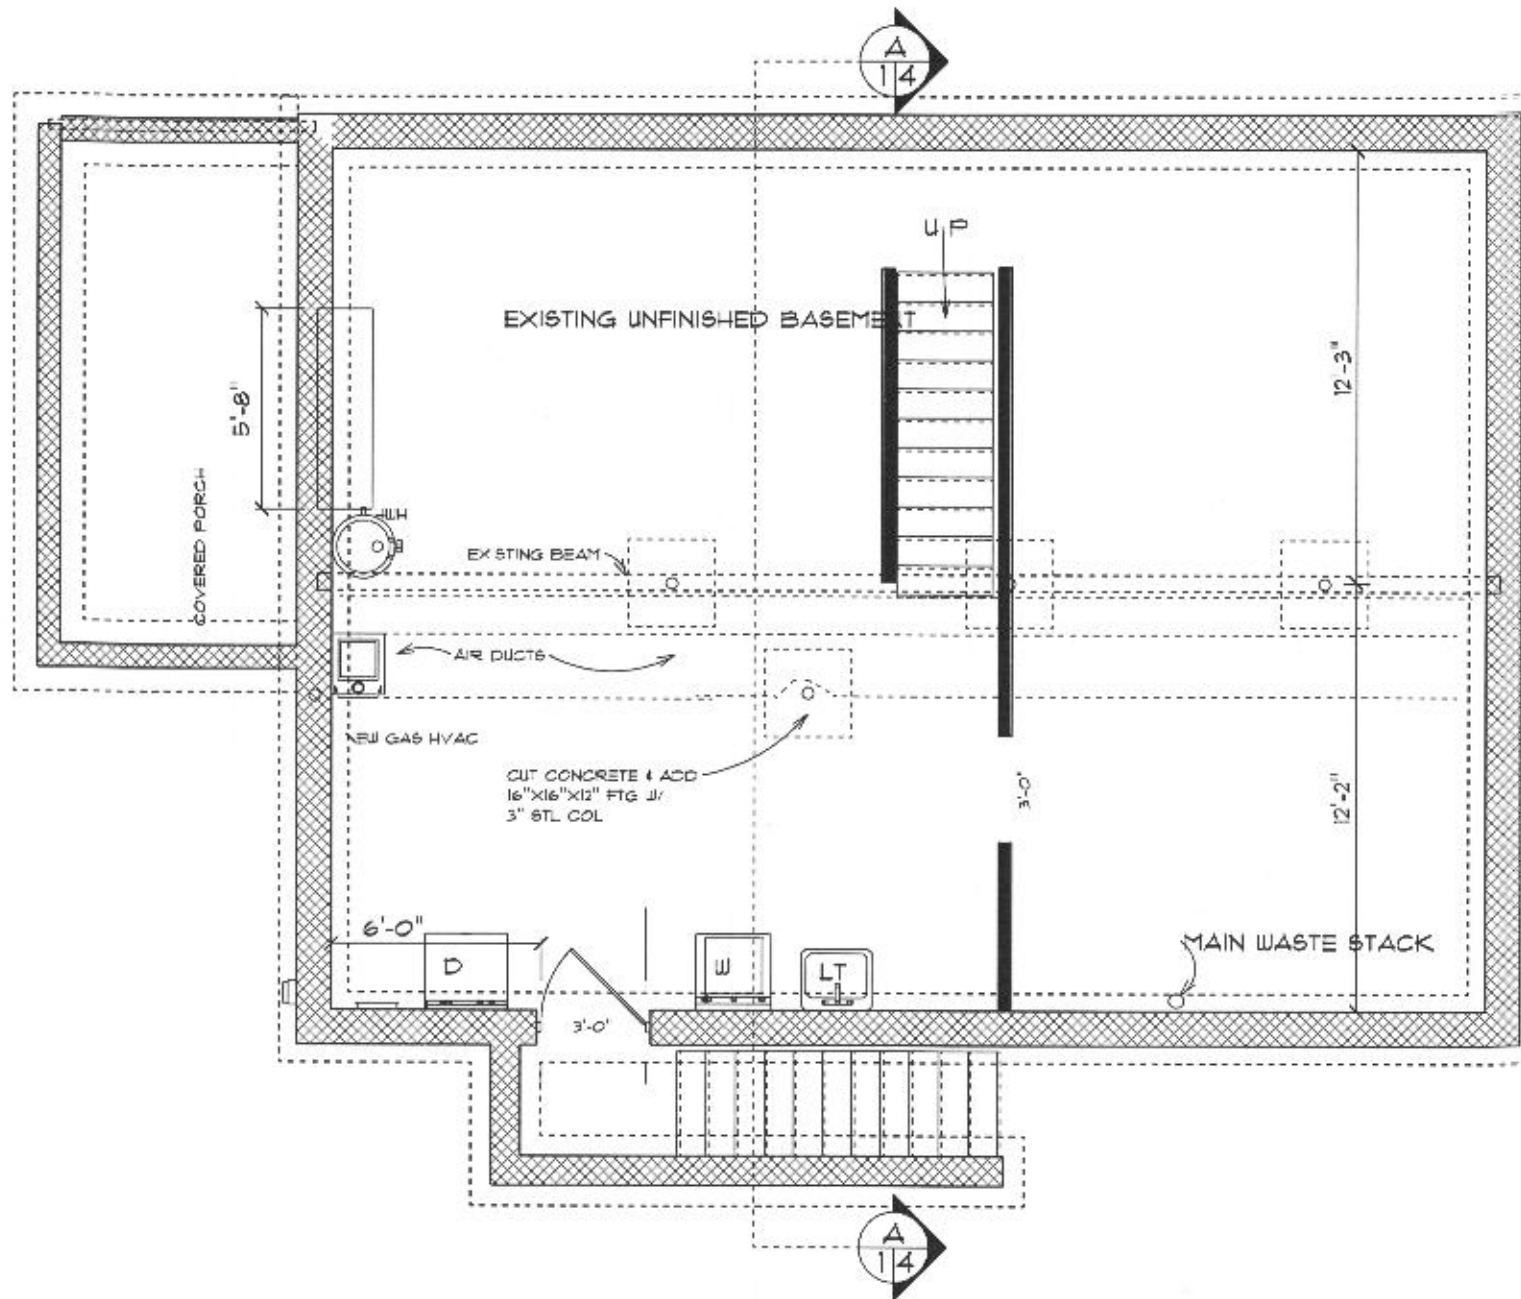 A
1 4
UP
EXISTING UNFINISHED BASEMENT
12'-3"
5'-8"
COVERED PORCH
WH
EXISTING BEAM
AIR DUCTS
NEW GAS HVAC
CUT CONCRETE & ADD
16"X16"X12" FTG W/
3" STL COL
3'-0"
12'-2"
6'-0"
D
W
LT
MAIN WASTE STACK
3'-0"
A
1 4